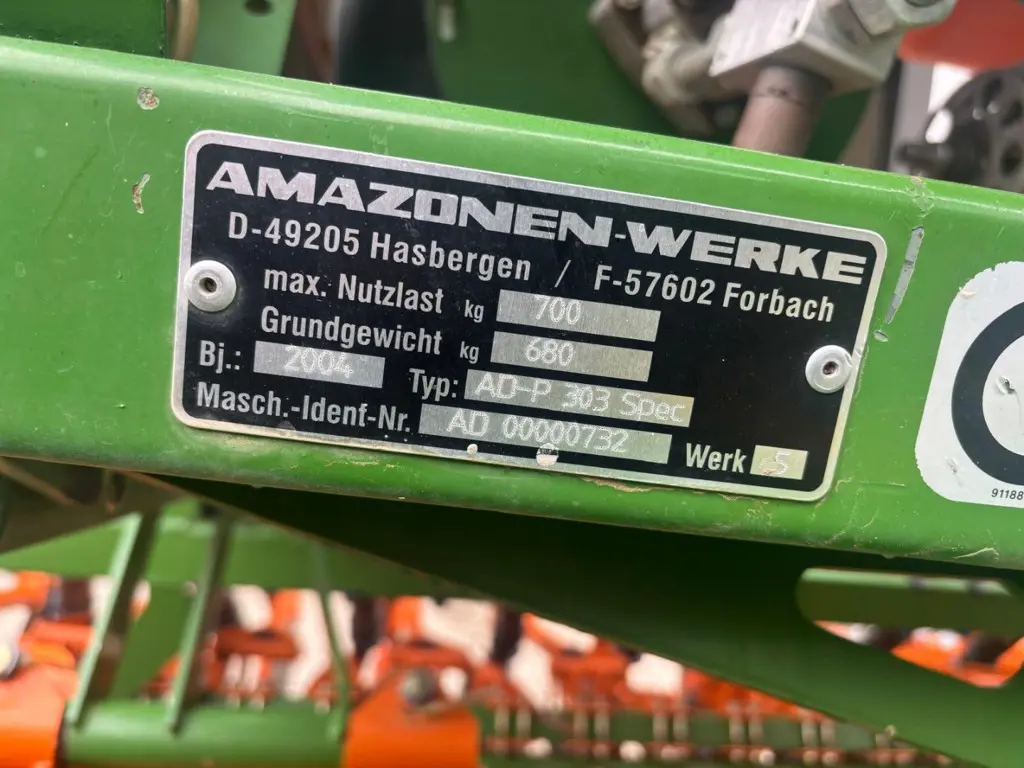 AMAZONEN-WERKE
D-49205 Hasbergen / F-57602 Forbach
max. Nutzlast kg 700
Grundgewicht kg 680
Bj.: 2004 Typ: AD-P 303 Spec
Masch.-Ident-Nr. AD 00000732 Werk 5
91188